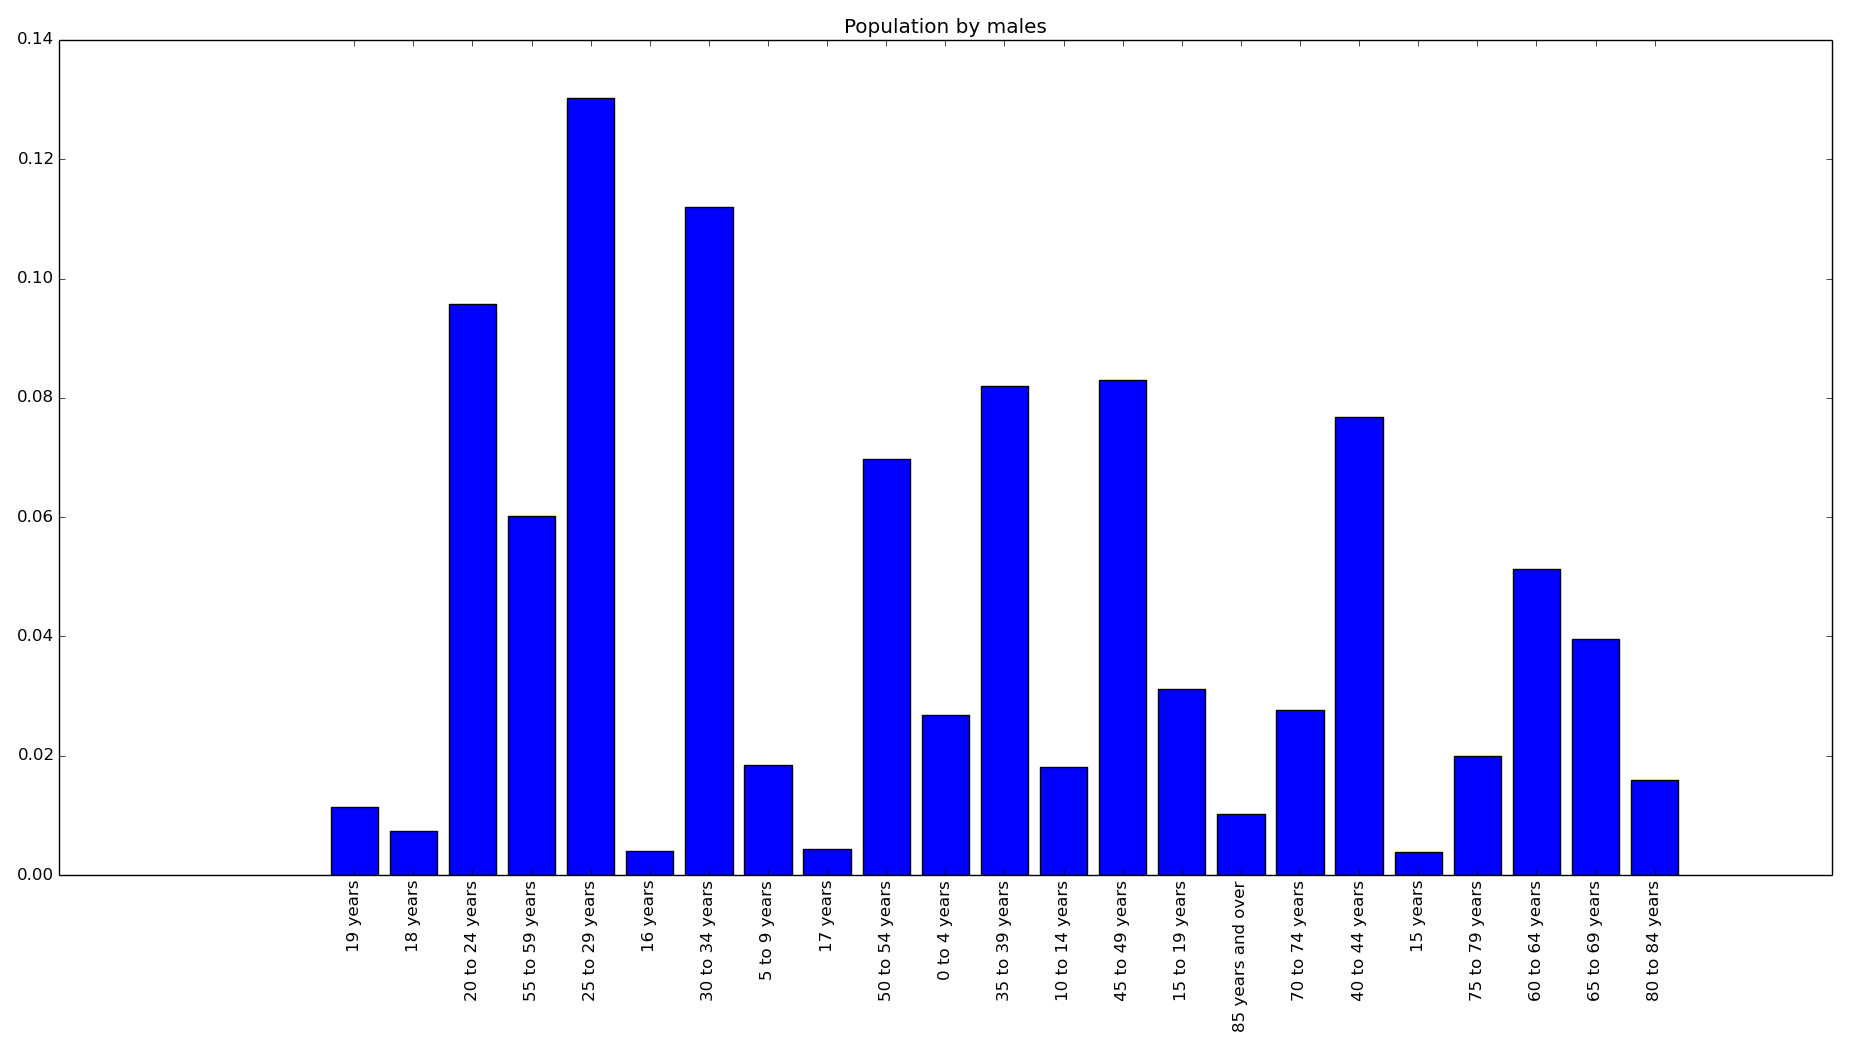 Population by males
0.14
0.12
0.10
0.08
0.06
0.04
0.02
0.00
19 years
18 years
20 to 24 years
55 to 59 years
25 to 29 years
16 years
30 to 34 years
5 to 9 years
17 years
50 to 54 years
0 to 4 years
35 to 39 years
10 to 14 years
45 to 49 years
15 to 19 years
85 years and over
70 to 74 years
40 to 44 years
15 years
75 to 79 years
60 to 64 years
65 to 69 years
80 to 84 years